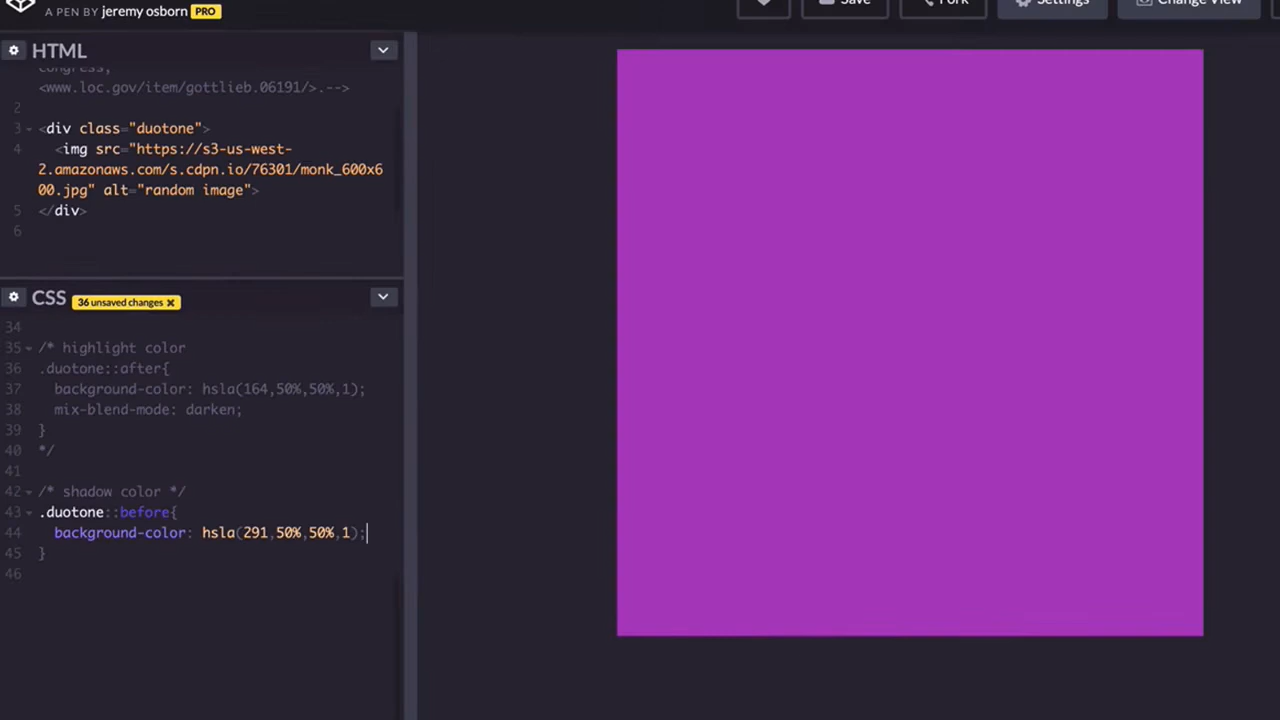 A PEN BY jeremy osborn PRO
Save
Fork
Settings
Change View
HTML
Congress,
<www.loc.gov/item/gottlieb.06191/>.-->
2
3 <div class="duotone">
4 <img src="https://s3-us-west-
2.amazonaws.com/s.cdpn.io/76301/monk_600x6
00.jpg" alt="random image">
5 </div>
6
CSS 36 unsaved changes x
34
35 /* highlight color
36 .duotone::after{
37 background-color: hsla(164,50%,50%,1);
38 mix-blend-mode: darken;
39 }
40 */
41
42 /* shadow color */
43 .duotone::before{
44 background-color: hsla(291,50%,50%,1);
45 }
46